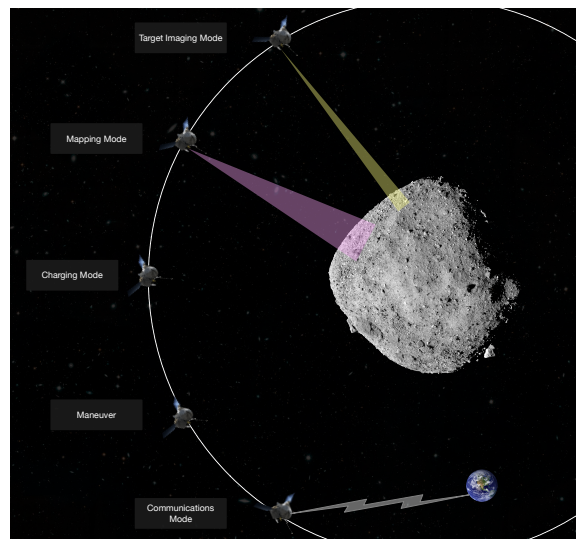 Target Imaging Mode
Mapping Mode
Charging Mode
Maneuver
Communications
Mode